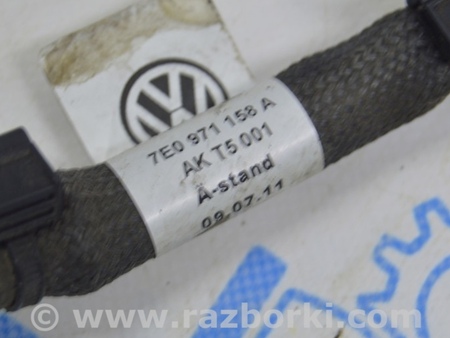 7E0 971 158 A
AK T5 001
Ä-stand
09.07.11
© www.razborki.com